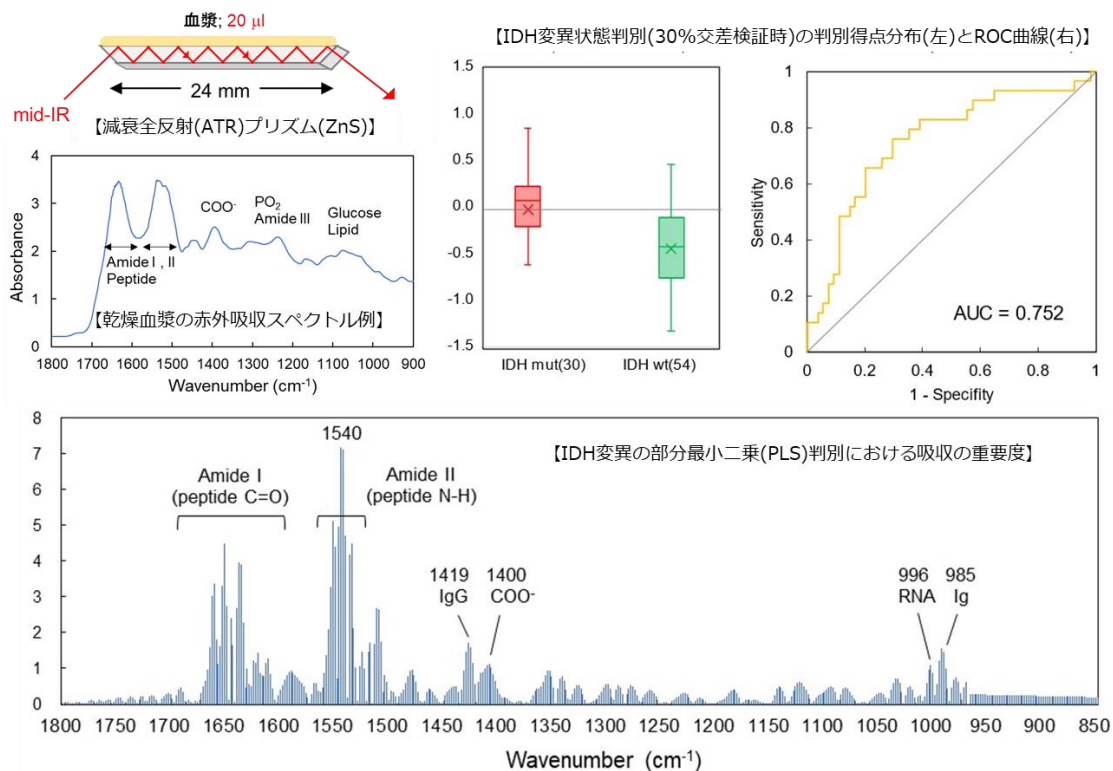 血漿; 20 µl
mid-IR
24 mm
【減衰全反射(ATR)プリズム(ZnS)】
Absorbance
4
3
2
1
0
COO⁻
PO₂
Amide III
Glucose
Lipid
Amide I , II
Peptide
【乾燥血漿の赤外吸収スペクトル例】
1800 1700 1600 1500 1400 1300 1200 1100 1000 900
Wavenumber (cm⁻¹)
【IDH変異状態判別(30%交差検証時)の判別得点分布(左)とROC曲線(右)】
1.5
1.0
0.5
0.0
-0.5
-1.0
-1.5
IDH mut(30) IDH wt(54)
Sensitivity
1
0.8
0.6
0.4
0.2
0
AUC = 0.752
0 0.2 0.4 0.6 0.8 1
1 - Specifity
【IDH変異の部分最小二乗(PLS)判別における吸収の重要度】
8
7
6
5
4
3
2
1
0
Amide I
(peptide C=O)
1540
Amide II
(peptide N-H)
1419
IgG
1400
COO⁻
996
RNA
985
Ig
1800 1750 1700 1650 1600 1550 1500 1450 1400 1350 1300 1250 1200 1150 1100 1050 1000 950 900 850
Wavenumber (cm⁻¹)